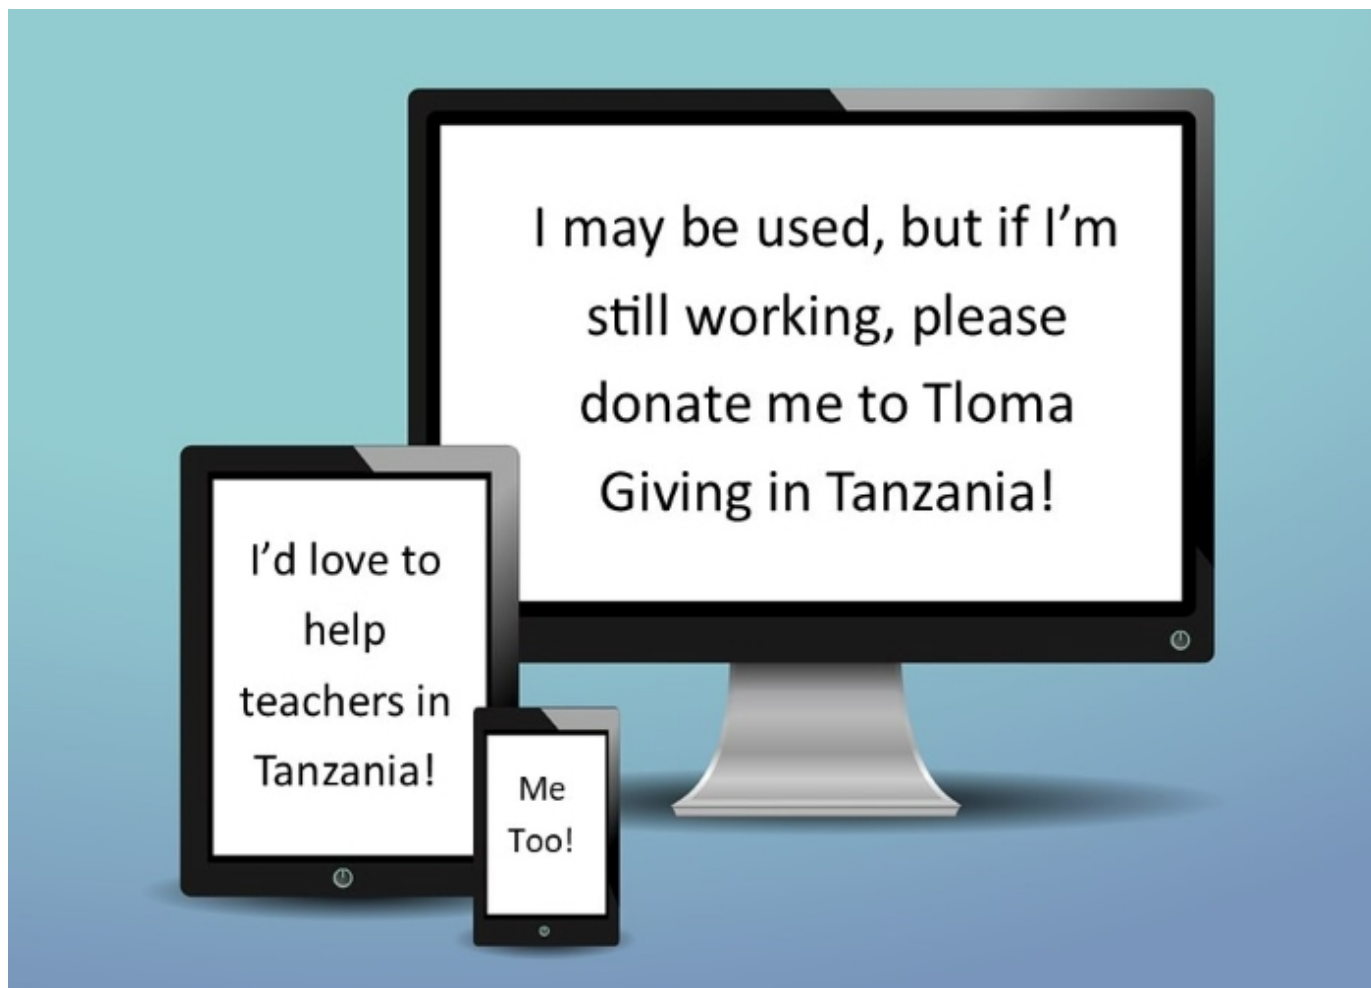 I may be used, but if I’m
still working, please
donate me to Tloma
Giving in Tanzania!
I’d love to
help
teachers in
Tanzania!
Me
Too!